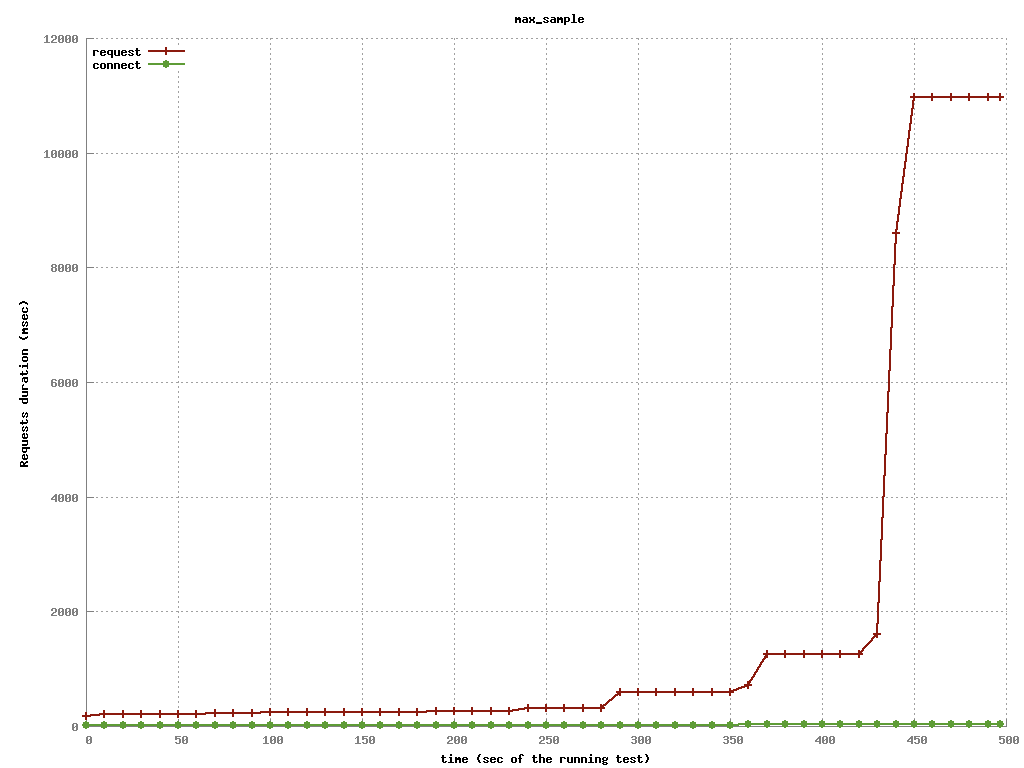 max_sample
12000
request
connect
10000
8000
6000
4000
2000
0
Requests duration (msec)
0 50 100 150 200 250 300 350 400 450 500
time (sec of the running test)